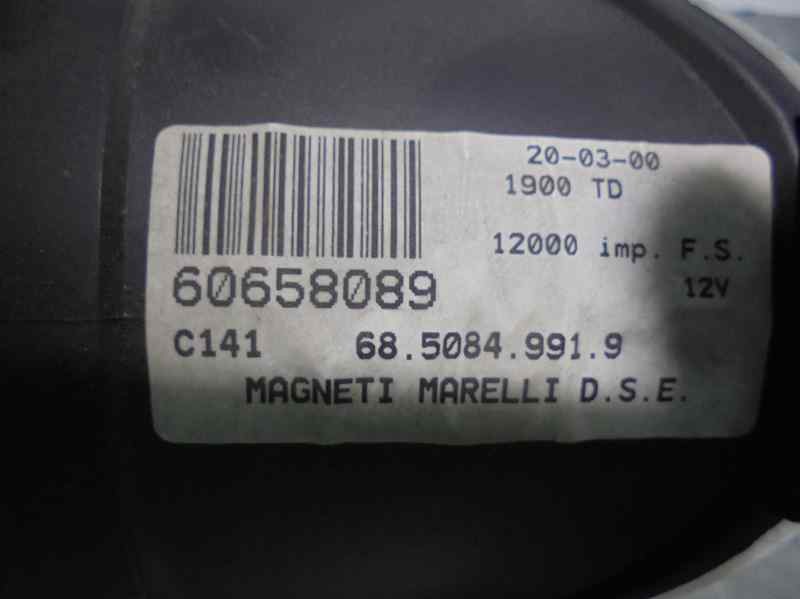 20-03-00
1900 TD
12000 imp. F.S.
60658089
12V
C141 68.5084.991.9
MAGNETI MARELLI D.S.E.